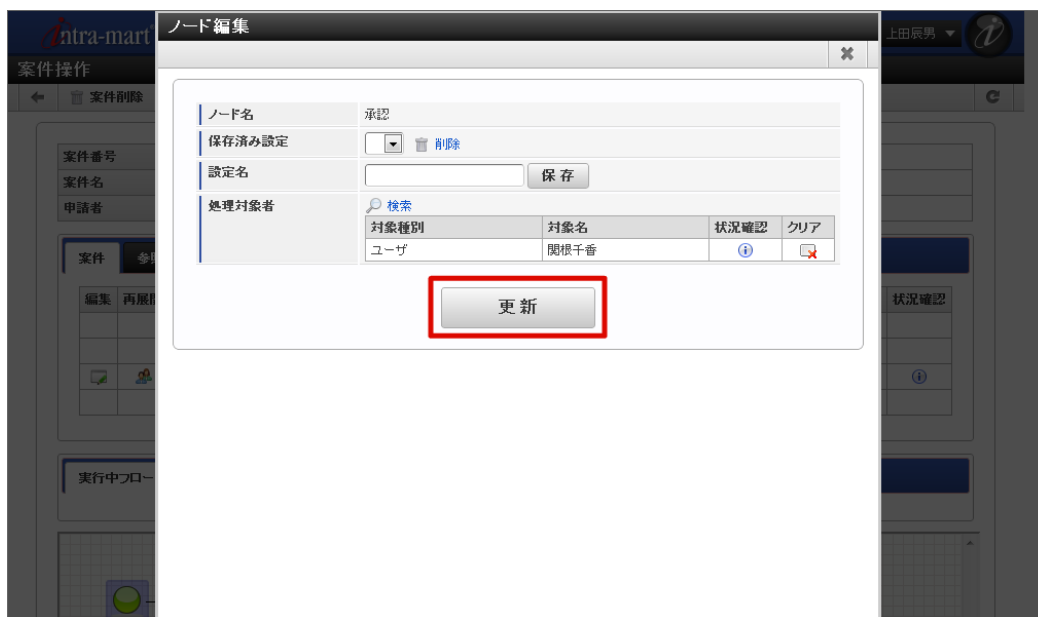 intra-mart
ノード編集
上田辰男
案件操作
案件削除
ノード名
承認
保存済み設定
削除
設定名
保存
処理対象者
検索
対象種別 対象名 状況確認 クリア
ユーザ 関根千香
更新
案件番号
案件名
申請者
案件
編集 再展
状況確認
実行中フロー